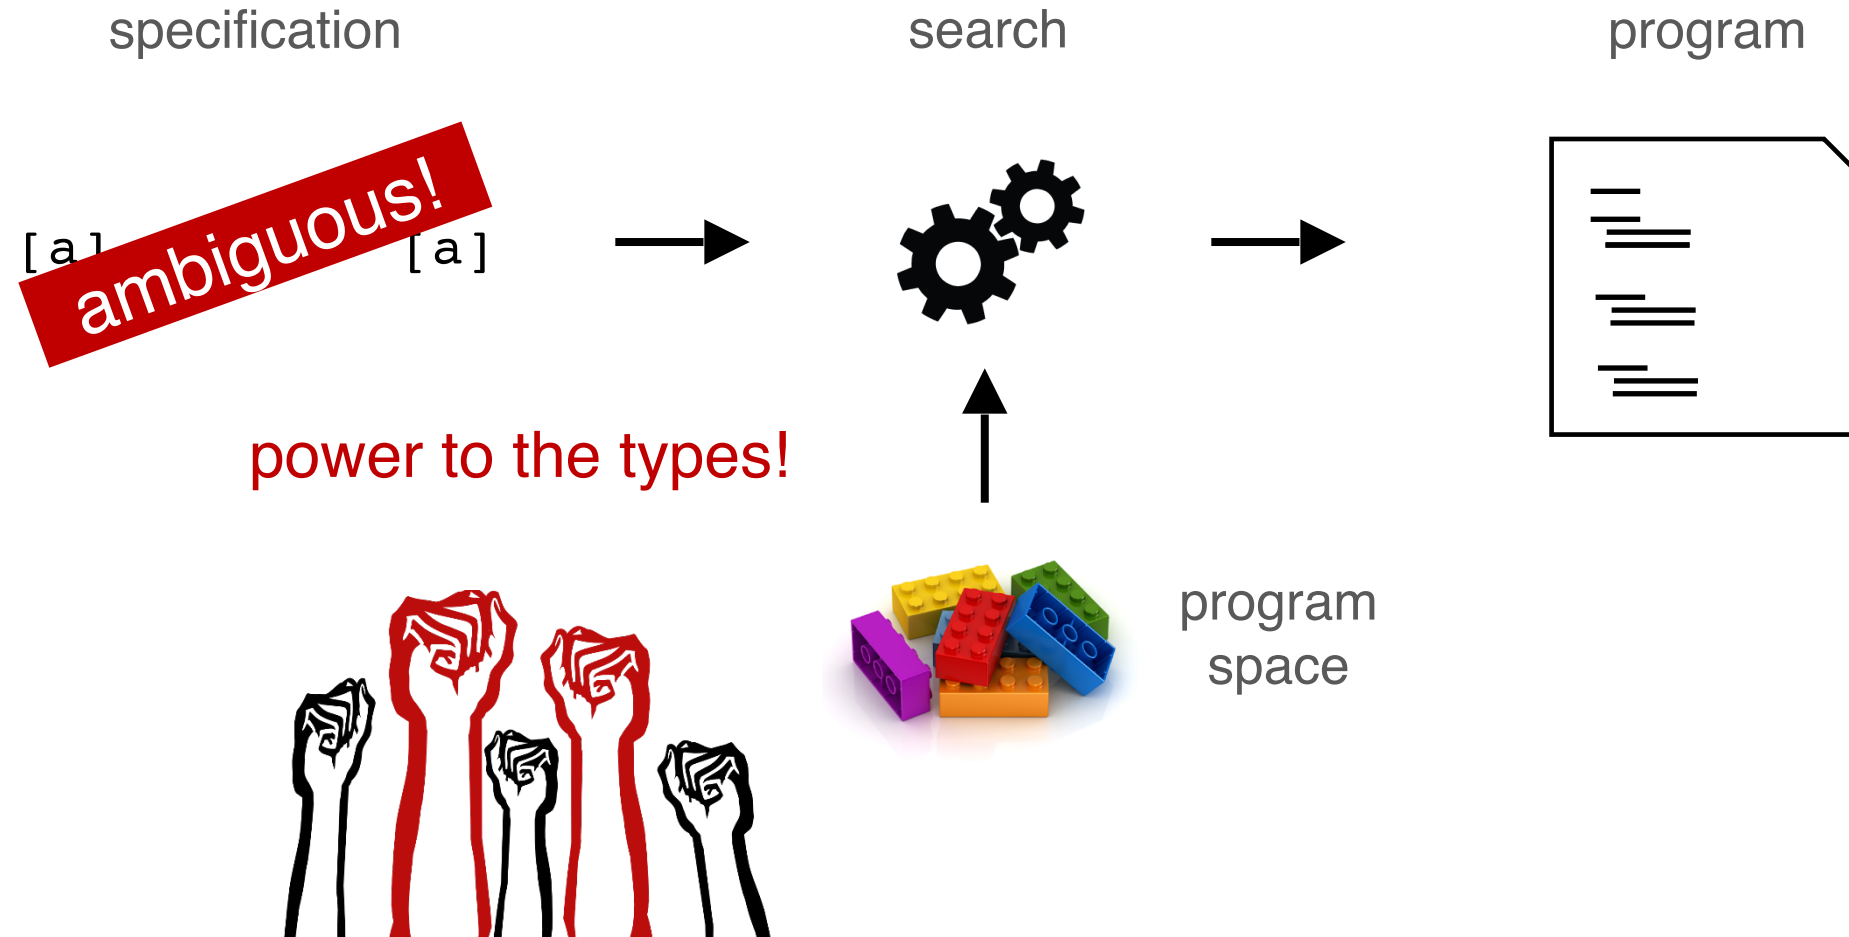 specification
search
program
[a]
ambiguous!
[a]
power to the types!
program
space